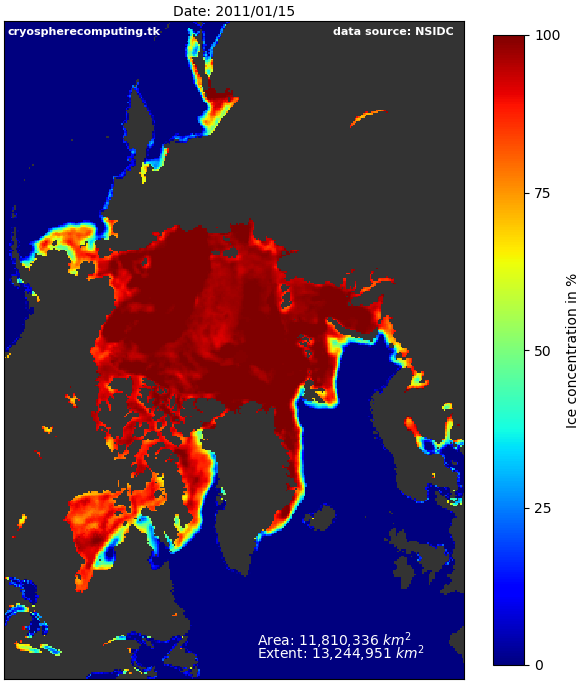 Date: 2011/01/15
cryospherecomputing.tk
data source: NSIDC
100
75
50
25
0
Ice concentration in %
Area: 11,810,336 km²
Extent: 13,244,951 km²